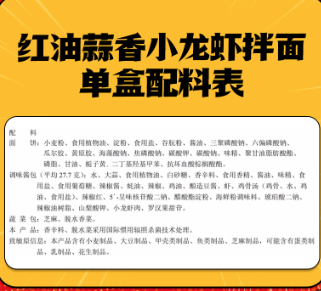 红油蒜香小龙虾拌面
单盒配料表
配 料
面 饼：小麦粉、食用植物油、淀粉、食用盐、谷朊粉、酱油、三聚磷酸钠、六偏磷酸钠、
瓜尔胶、黄原胶、海藻酸钠、焦磷酸钠、碳酸钾、碳酸钠、味精、聚甘油脂肪酸酯、
磷脂、甘油、栀子黄、二丁基羟基甲苯、抗坏血酸棕榈酸酯。
调味酱包（平均27.7 克）：水、大蒜、食用植物油、白砂糖、香辛料、食用香精、酱油、味精、食
用盐、食用葡萄糖、辣椒酱、蚝油、辣椒、鸡油、酿造豆酱、虾、鸡骨汤（鸡骨、水、鸡
油、食用盐）、辣椒红、5'-呈味核苷酸二钠、醋酸酯淀粉、海鲜粉调味料、琥珀酸二钠、
辣椒油树脂、山梨酸钾、小龙虾肉、罗汉果甜苷。
蔬 菜 包：芝麻、脱水香菜。
本 产 品：香辛料、脱水菜采用国际惯用辐照杀菌技术处理。
致敏原信息：本产品含有小麦制品、大豆制品、甲壳类制品、鱼类制品、芝麻制品，可能含有蛋类制
品、乳制品、花生制品。